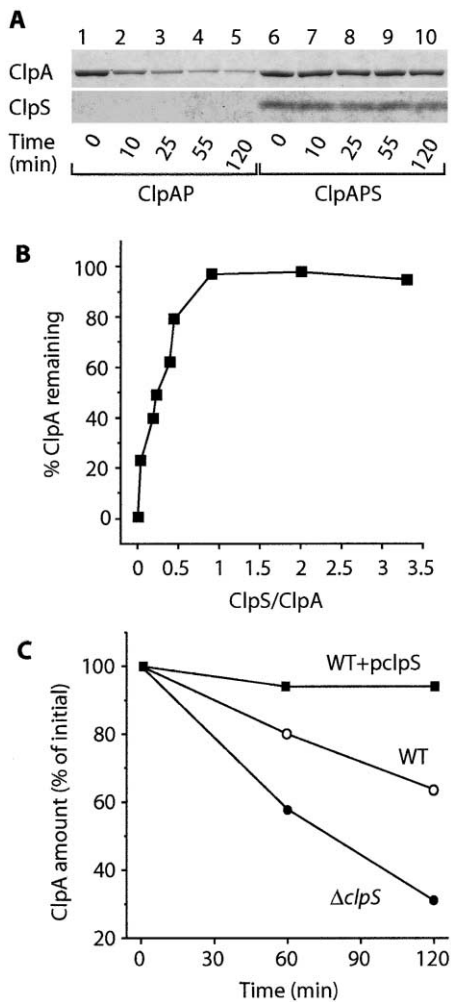 A
1 2 3 4 5 6 7 8 9 10
ClpA
ClpS
Time (min) 0 10 25 55 120 0 10 25 55 120
ClpAP ClpAPS
B
% ClpA remaining
100
80
60
40
20
0
0 0.5 1 1.5 2 2.5 3 3.5
ClpS/ClpA
C
ClpA amount (% of initial)
100
80
60
40
20
WT+pclpS
WT
ΔclpS
0 30 60 90 120
Time (min)